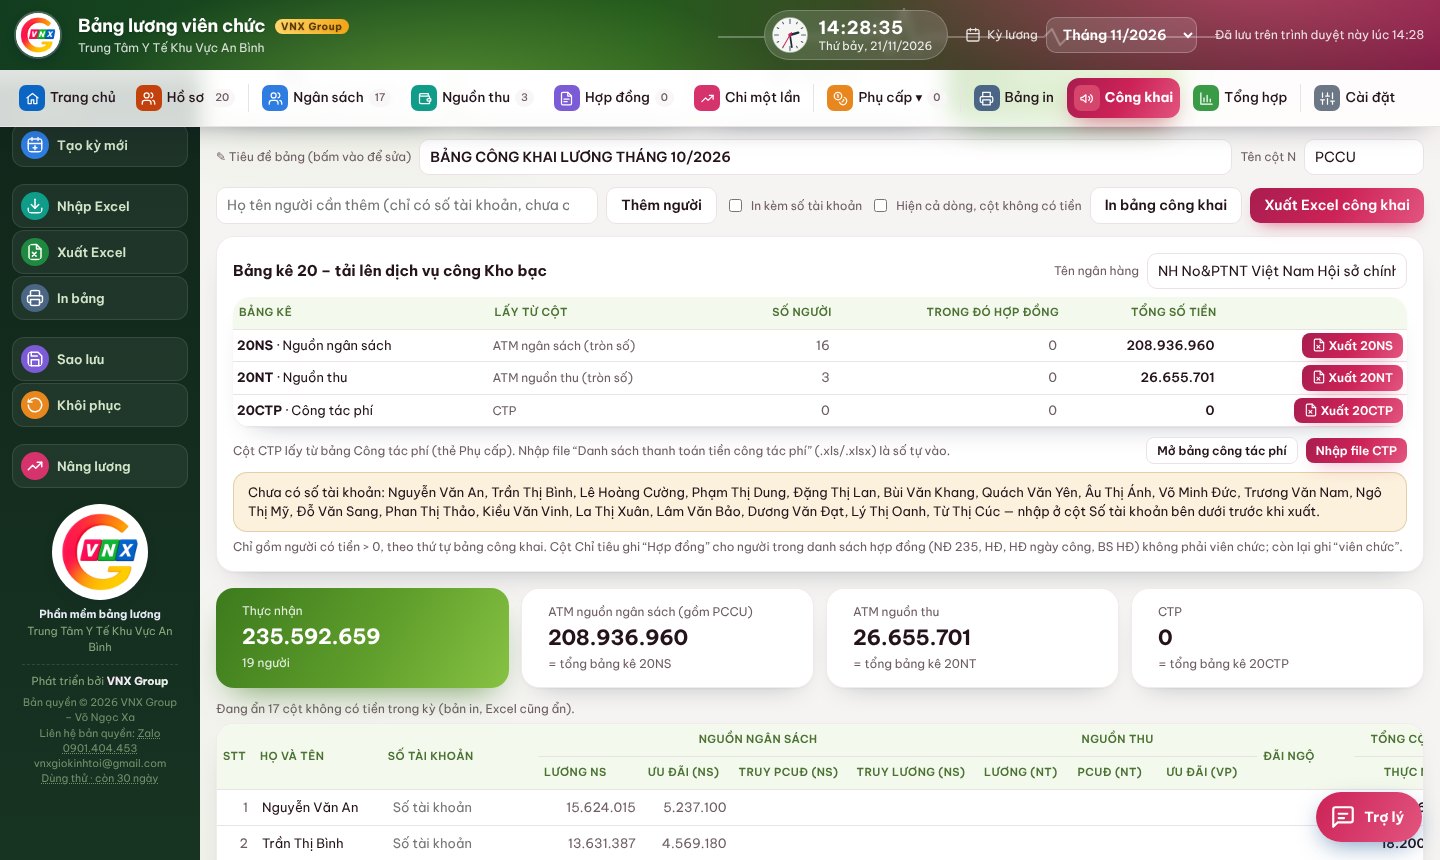 Bảng lương viên chức VNX Group
Trung Tâm Y Tế Khu Vực An Bình
14:28:35
Thứ bảy, 21/11/2026
Kỳ lương
Tháng 11/2026
Đã lưu trên trình duyệt này lúc 14:28
Trang chủ
Hồ sơ 20
Ngân sách 17
Nguồn thu 3
Hợp đồng 0
Chi một lần
Phụ cấp ▾ 0
Bảng in
Công khai
Tổng hợp
Cài đặt
Tạo kỳ mới
Nhập Excel
Xuất Excel
In bảng
Sao lưu
Khôi phục
Nâng lương
VNX
Phần mềm bảng lương
Trung Tâm Y Tế Khu Vực An
Bình
Phát triển bởi VNX Group
Bản quyền © 2026 VNX Group
– Võ Ngọc Xa
Liên hệ bản quyền: Zalo
0901.404.453
vnxgiokinhtoi@gmail.com
Dùng thử · còn 30 ngày
✎ Tiêu đề bảng (bấm vào để sửa)
BẢNG CÔNG KHAI LƯƠNG THÁNG 10/2026
Tên cột N
PCCU
Họ tên người cần thêm (chỉ có số tài khoản, chưa c
Thêm người
In kèm số tài khoản
Hiện cả dòng, cột không có tiền
In bảng công khai
Xuất Excel công khai
Bảng kê 20 – tải lên dịch vụ công Kho bạc
Tên ngân hàng
NH No&PTNT Việt Nam Hội sở chính
BẢNG KÊ LẤY TỪ CỘT SỐ NGƯỜI TRONG ĐÓ HỢP ĐỒNG TỔNG SỐ TIỀN
20NS · Nguồn ngân sách ATM ngân sách (tròn số) 16 0 208.936.960 Xuất 20NS
20NT · Nguồn thu ATM nguồn thu (tròn số) 3 0 26.655.701 Xuất 20NT
20CTP · Công tác phí CTP 0 0 0 Xuất 20CTP
Cột CTP lấy từ bảng Công tác phí (thẻ Phụ cấp). Nhập file “Danh sách thanh toán tiền công tác phí” (.xls/.xlsx) là số tự vào.
Mở bảng công tác phí
Nhập file CTP
Chưa có số tài khoản: Nguyễn Văn An, Trần Thị Bình, Lê Hoàng Cường, Phạm Thị Dung, Đặng Thị Lan, Bùi Văn Khang, Quách Văn Yên, Âu Thị Ánh, Võ Minh Đức, Trương Văn Nam, Ngô
Thị Mỹ, Đỗ Văn Sang, Phan Thị Thảo, Kiều Văn Vinh, La Thị Xuân, Lâm Văn Bảo, Dương Văn Đạt, Lý Thị Oanh, Từ Thị Cúc — nhập ở cột Số tài khoản bên dưới trước khi xuất.
Chỉ gồm người có tiền > 0, theo thứ tự bảng công khai. Cột Chỉ tiêu ghi “Hợp đồng” cho người trong danh sách hợp đồng (NĐ 235, HĐ, HĐ ngày công, BS HĐ) không phải viên chức; còn lại ghi “viên chức”.
Thực nhận
235.592.659
19 người
ATM nguồn ngân sách (gồm PCCU)
208.936.960
= tổng bảng kê 20NS
ATM nguồn thu
26.655.701
= tổng bảng kê 20NT
CTP
0
= tổng bảng kê 20CTP
Đang ẩn 17 cột không có tiền trong kỳ (bản in, Excel cũng ẩn).
STT HỌ VÀ TÊN SỐ TÀI KHOẢN NGUỒN NGÂN SÁCH NGUỒN THU ĐÃI NGỘ TỔNG CỘ
LƯƠNG NS ƯU ĐÃI (NS) TRUY PCUĐ (NS) TRUY LƯƠNG (NS) LƯƠNG (NT) PCUĐ (NT) ƯU ĐÃI (VP) THỰC
1 Nguyễn Văn An Số tài khoản 15.624.015 5.237.100
2 Trần Thị Bình Số tài khoản 13.631.387 4.569.180 18.200
Trợ lý